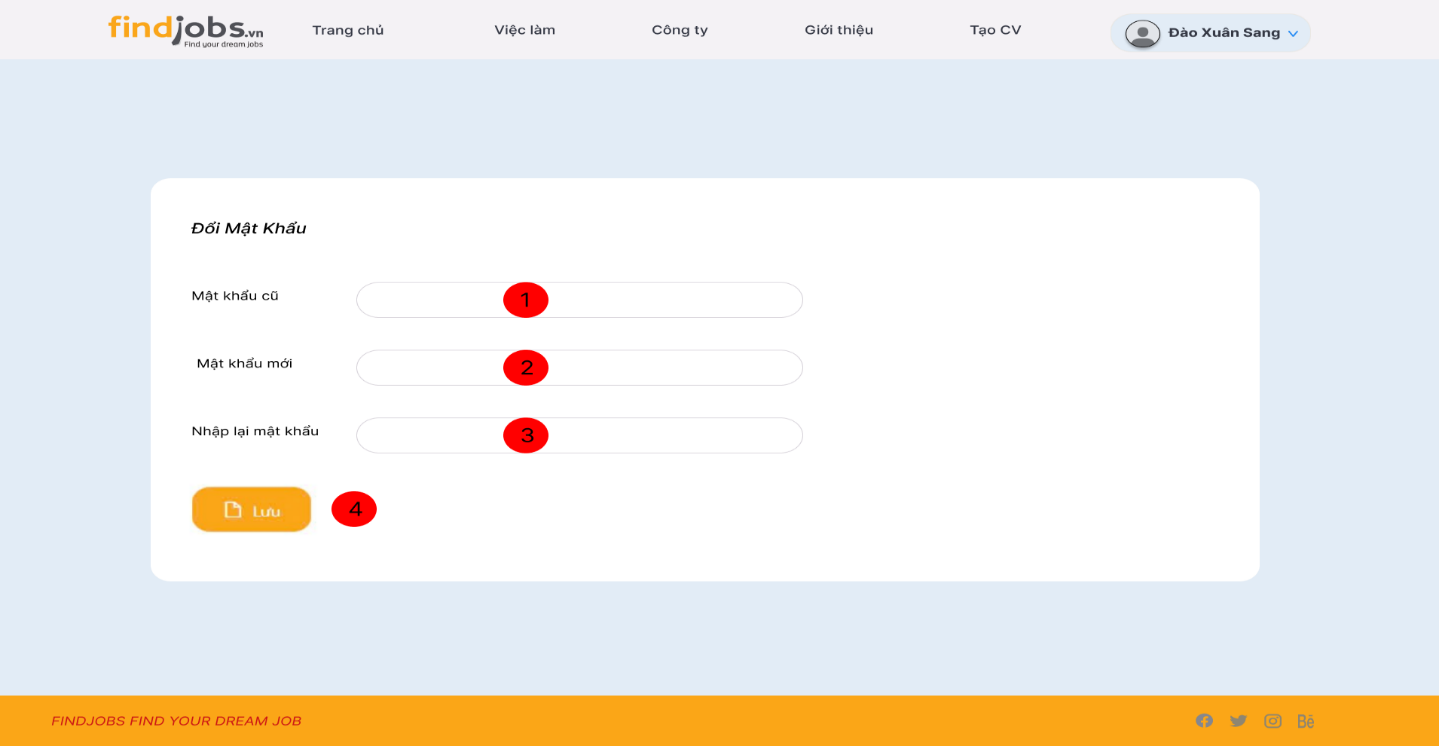 findjobs.vn
Find your dream jobs
Trang chủ
Việc làm
Công ty
Giới thiệu
Tạo CV
Đào Xuân Sang
Đổi Mật Khẩu
Mật khẩu cũ
1
Mật khẩu mới
2
Nhập lại mật khẩu
3
Lưu
4
FINDJOBS FIND YOUR DREAM JOB
Bē